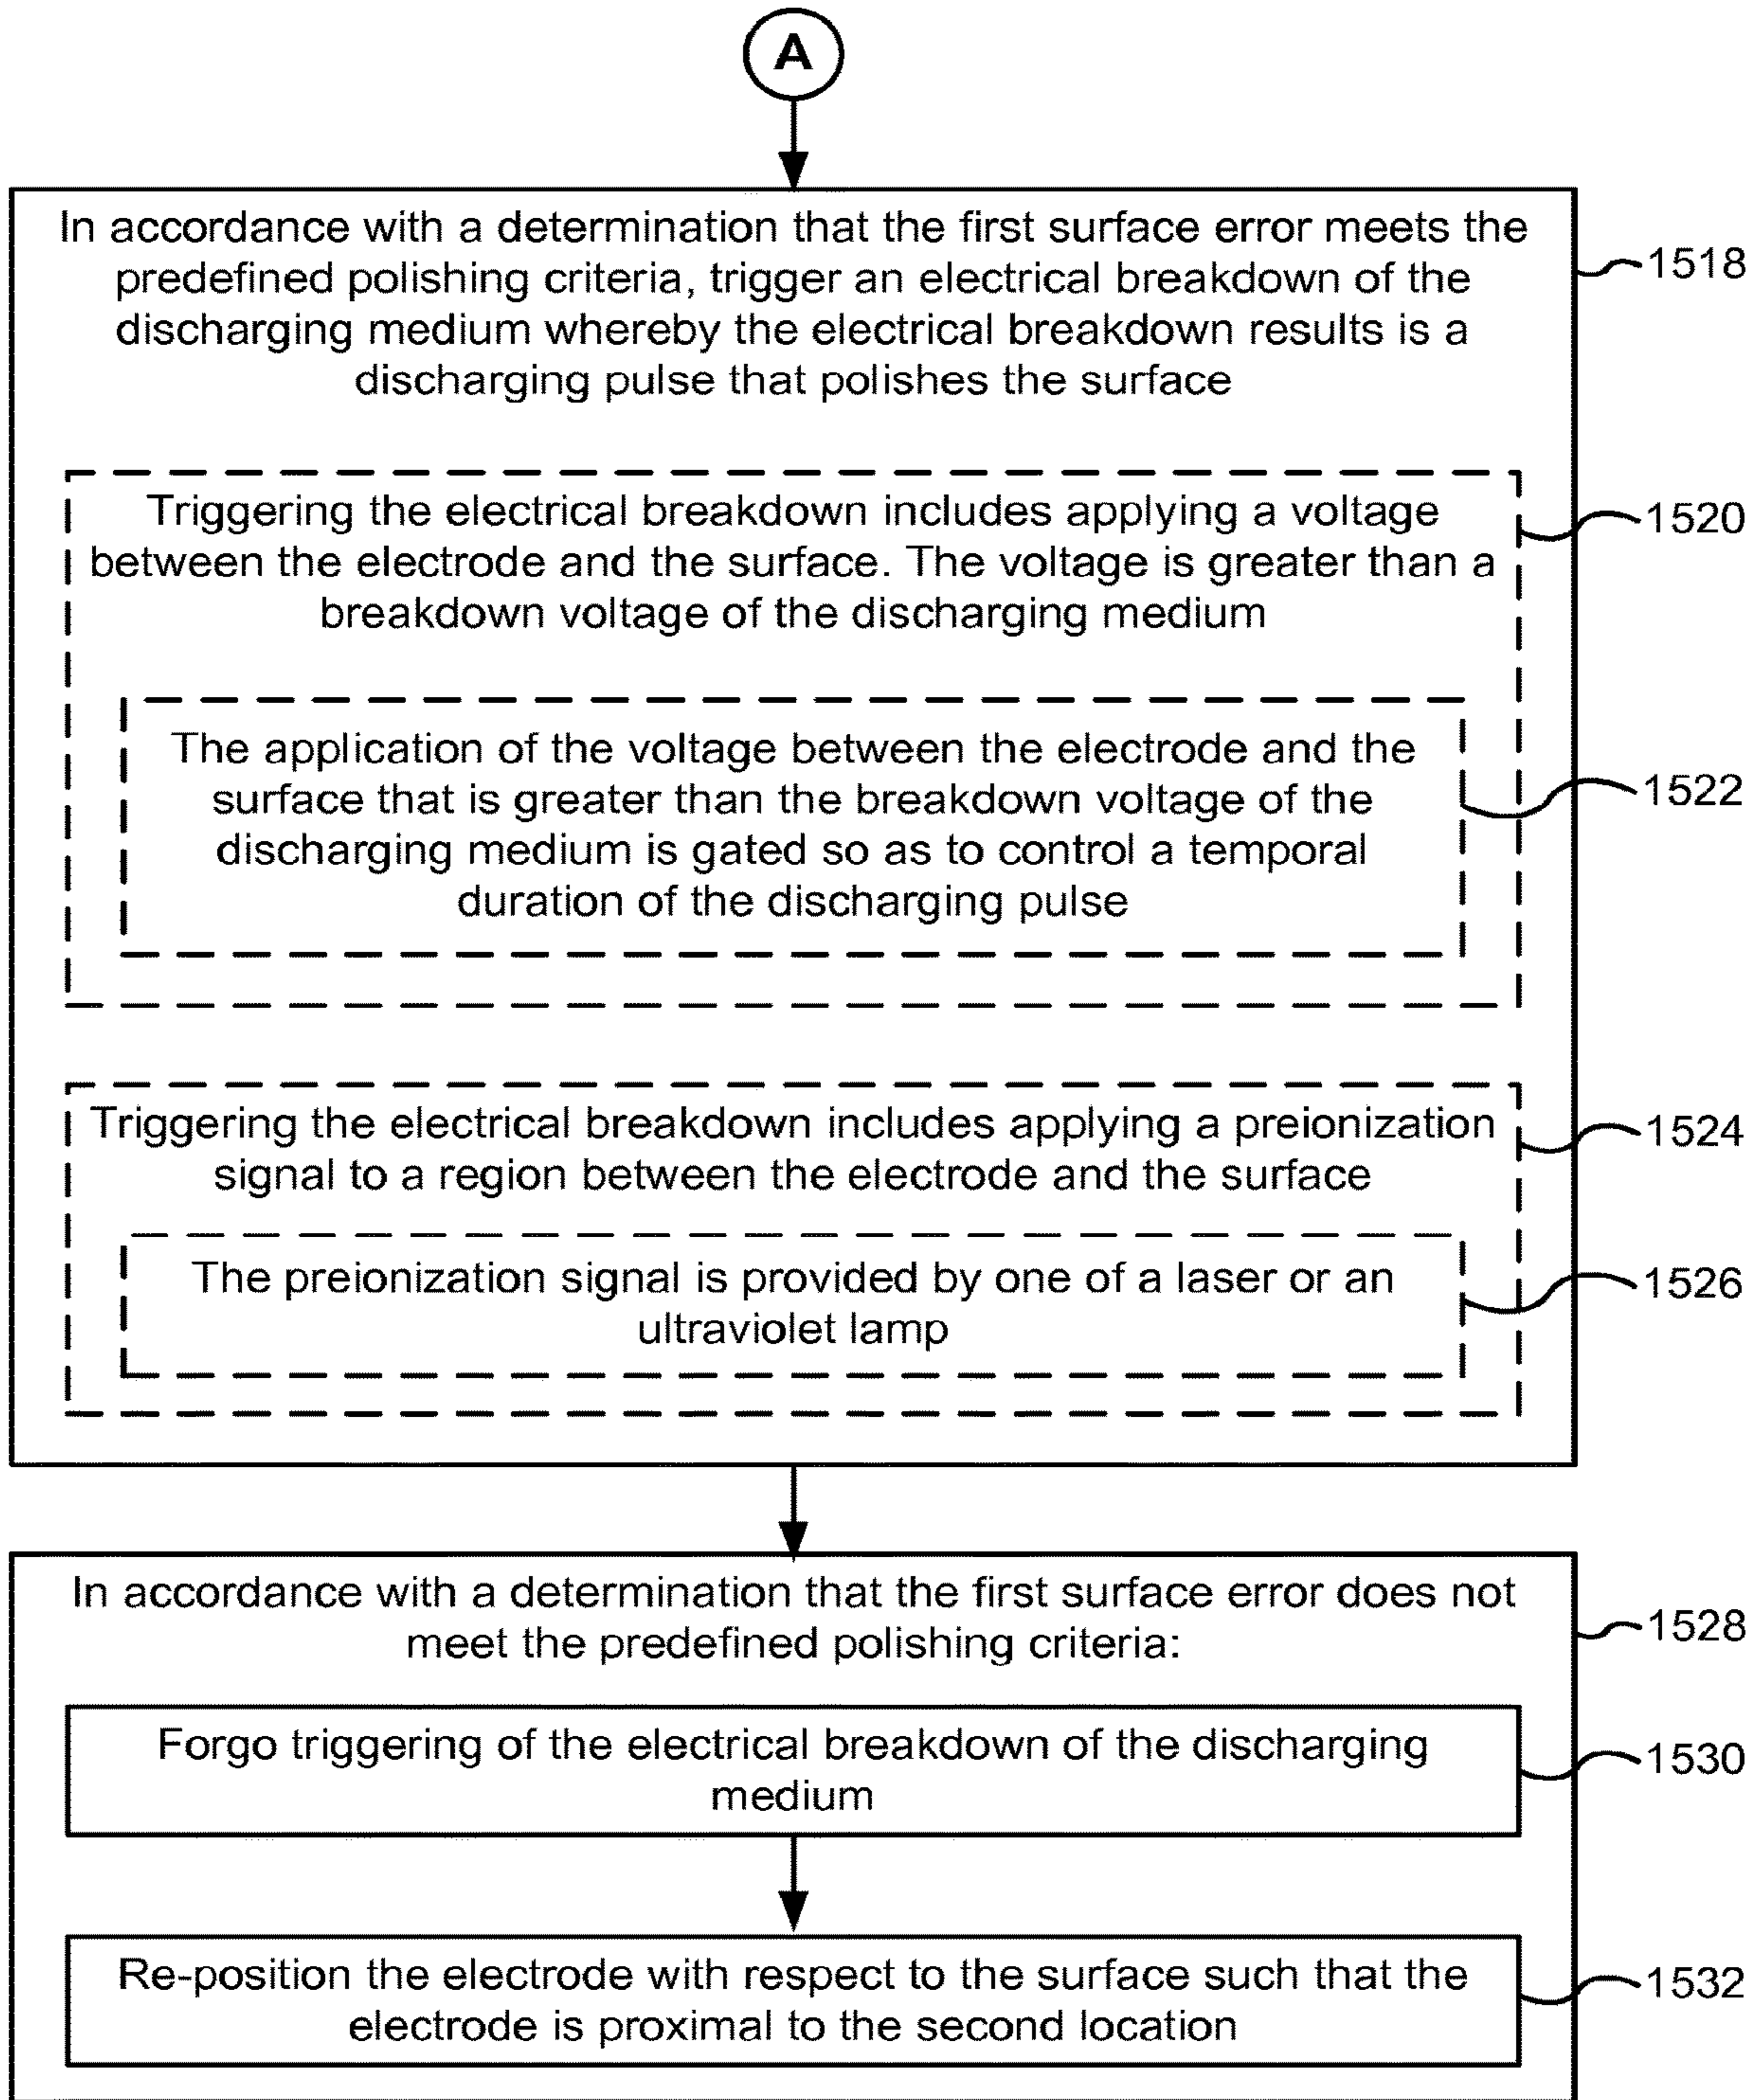 A
In accordance with a determination that the first surface error meets the
predefined polishing criteria, trigger an electrical breakdown of the
discharging medium whereby the electrical breakdown results is a
discharging pulse that polishes the surface
1518
Triggering the electrical breakdown includes applying a voltage
between the electrode and the surface. The voltage is greater than a
breakdown voltage of the discharging medium
1520
The application of the voltage between the electrode and the
surface that is greater than the breakdown voltage of the
discharging medium is gated so as to control a temporal
duration of the discharging pulse
1522
Triggering the electrical breakdown includes applying a preionization
signal to a region between the electrode and the surface
1524
The preionization signal is provided by one of a laser or an
ultraviolet lamp
1526
In accordance with a determination that the first surface error does not
meet the predefined polishing criteria:
1528
Forgo triggering of the electrical breakdown of the discharging
medium
1530
Re-position the electrode with respect to the surface such that the
electrode is proximal to the second location
1532